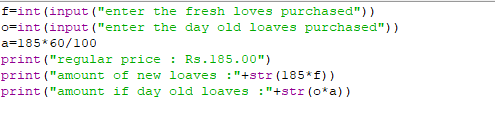 f=int(input("enter the fresh loves purchased"))
o=int(input("enter the day old loaves purchased"))
a=185*60/100
print("regular price : Rs.185.00")
print("amount of new loaves :"+str(185*f))
print("amount if day old loaves :"+str(o*a))